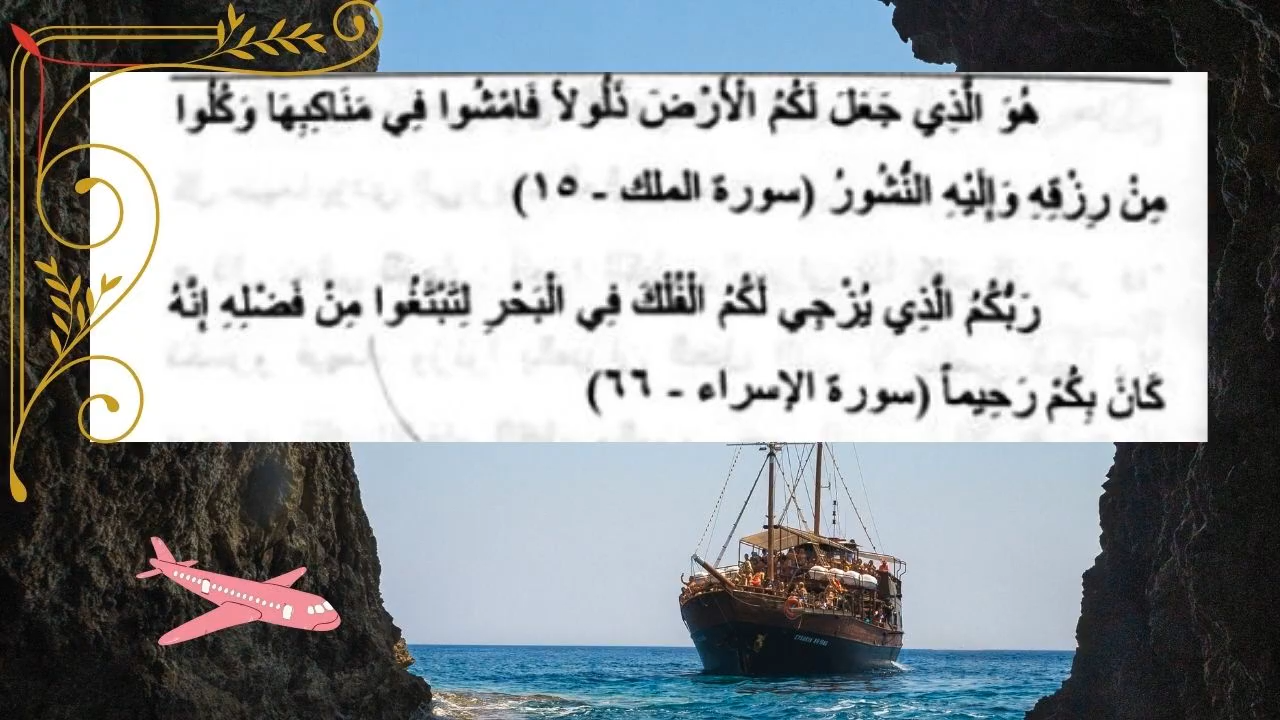 هُوَ الَّذِي جَعَلَ لَكُمُ الْأَرْضَ ذَلُولاً فَامْشُوا فِي مَنَاكِبِهَا وَكُلُوا
مِنْ رِزْقِهِ وَإِلَيْهِ النُّشُورُ (سورة الملك ـ ١٥)
رَبُّكُمُ الَّذِي يُزْجِي لَكُمُ الْفُلْكَ فِي الْبَحْرِ لِتَبْتَغُوا مِنْ فَضْلِهِ إِنَّهُ
كَانَ بِكُمْ رَحِيماً (سورة الإسراء ـ ٦٦)